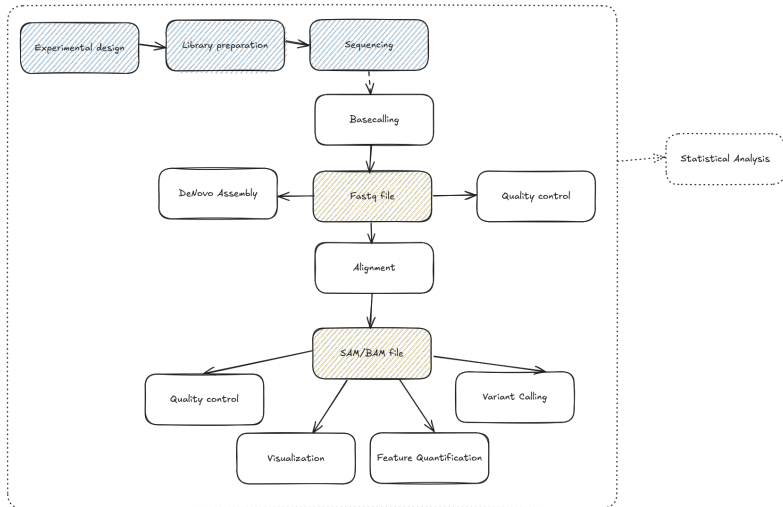 Experimental design
Library preparation
Sequencing
Basecalling
Statistical Analysis
DeNovo Assembly
Fastq file
Quality control
Alignment
SAM/BAM file
Quality control
Variant Calling
Visualization
Feature Quantification